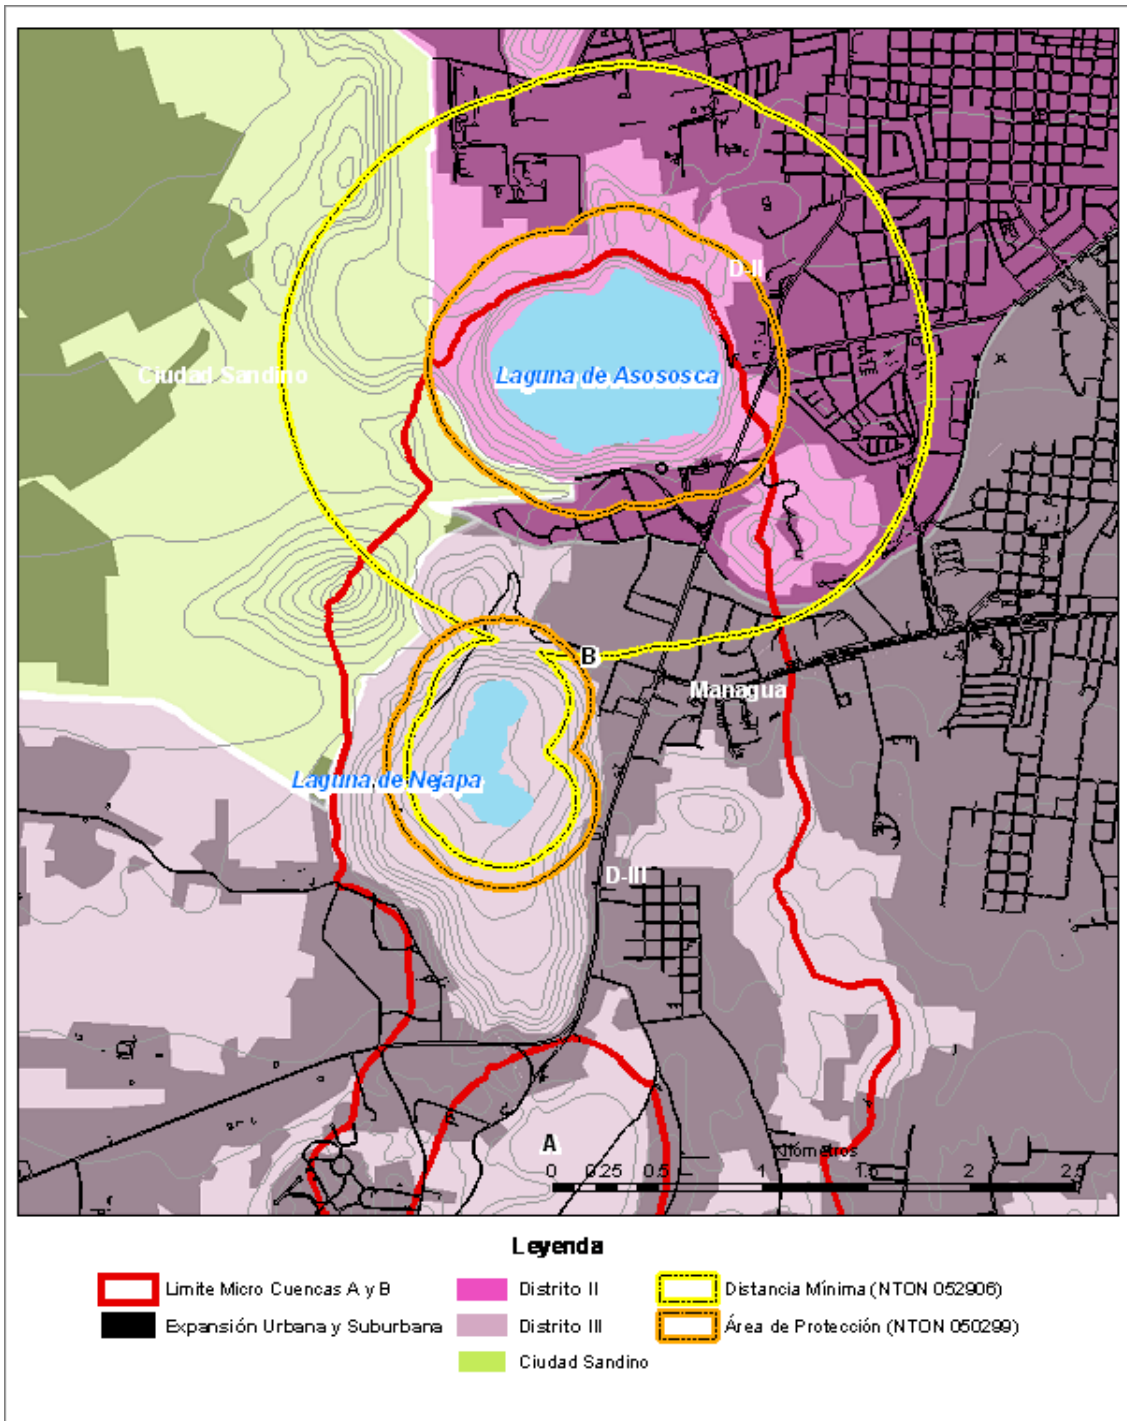 D-II
Ciudad Sandino
Laguna de Asososca
B
Managua
Laguna de Nejapa
D-III
A
Kilómetros
0 0.25 0.5 1 1.5 2 2.5
Leyenda
Limite Micro Cuencas A y B
Expansión Urbana y Suburbana
Distrito II
Distrito III
Ciudad Sandino
Distancia Mínima (NTON 052906)
Área de Protección (NTON 050299)